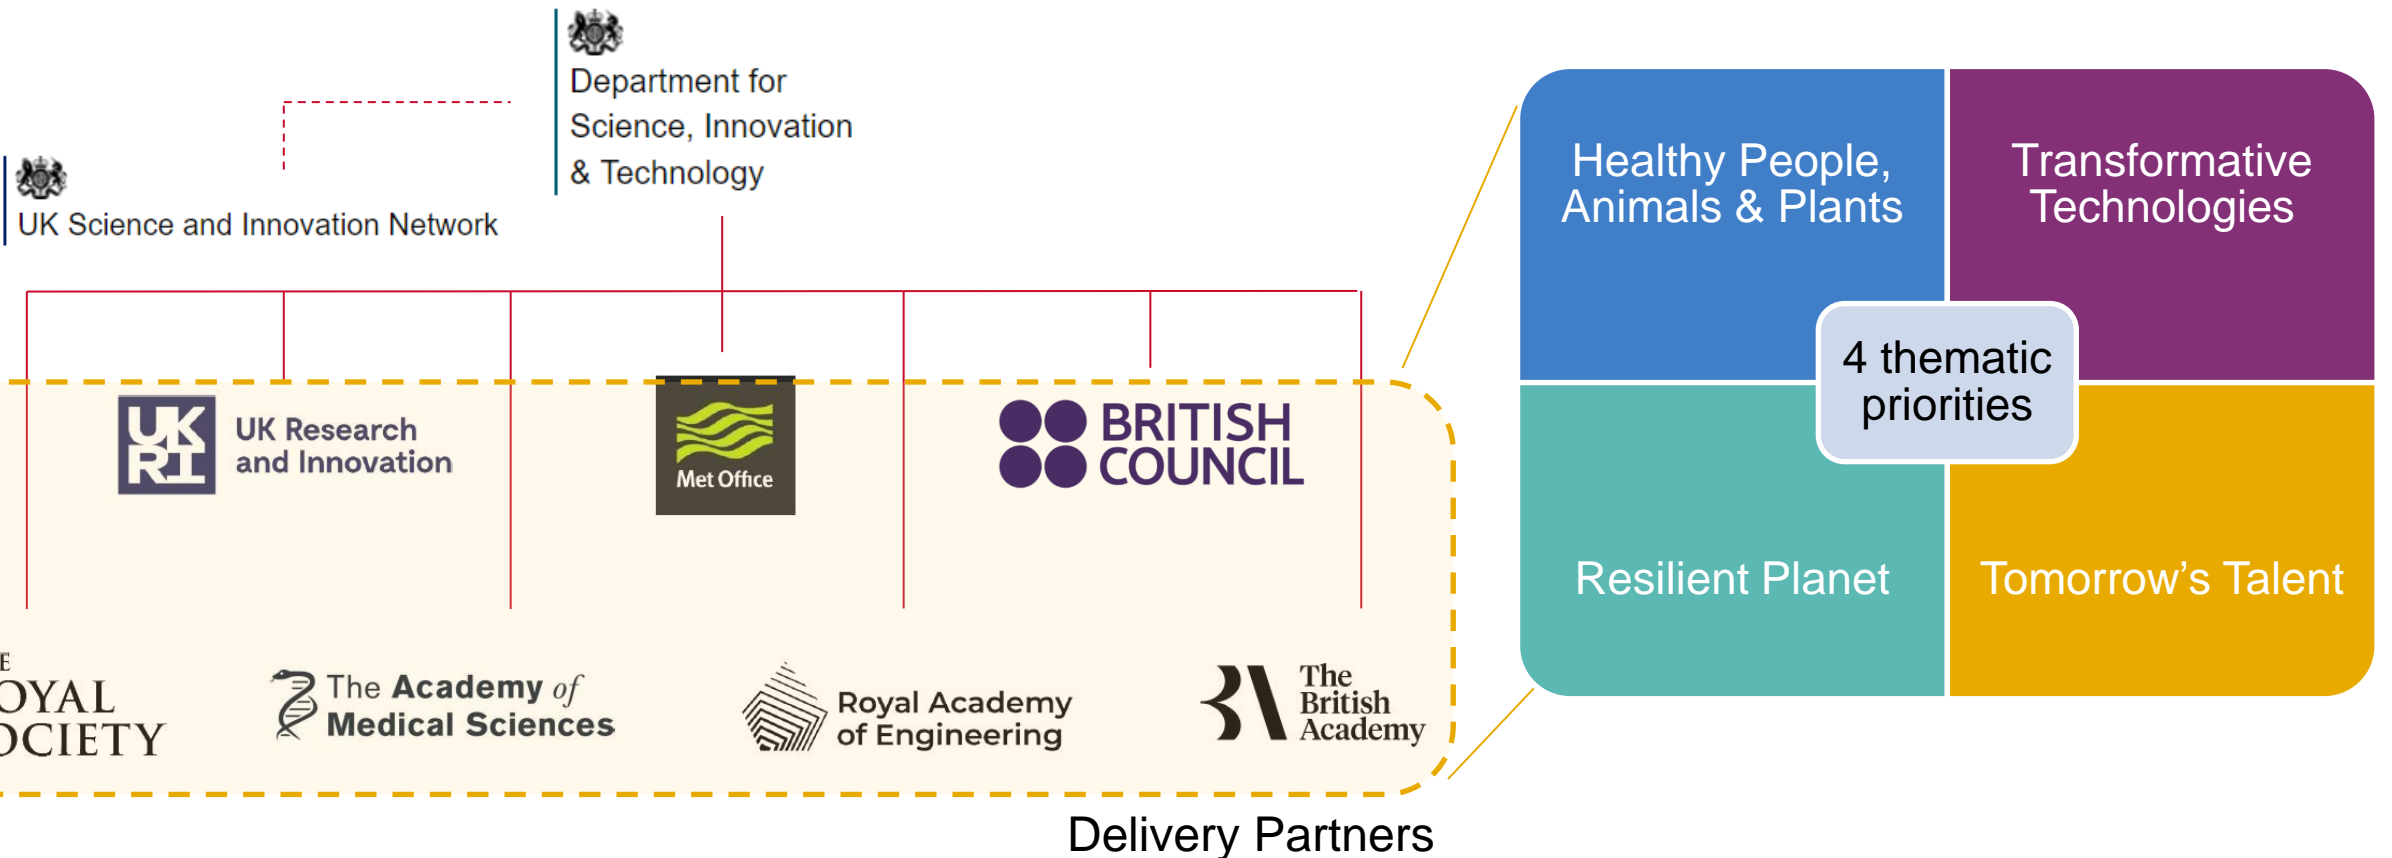 Department for
Science, Innovation
& Technology
UK Science and Innovation Network
UK
RI
UK Research
and Innovation
Met Office
BRITISH
COUNCIL
E
OYAL
OCIETY
The Academy of
Medical Sciences
Royal Academy
of Engineering
The
British
Academy
Delivery Partners
Healthy People,
Animals & Plants
Transformative
Technologies
4 thematic
priorities
Resilient Planet
Tomorrow’s Talent